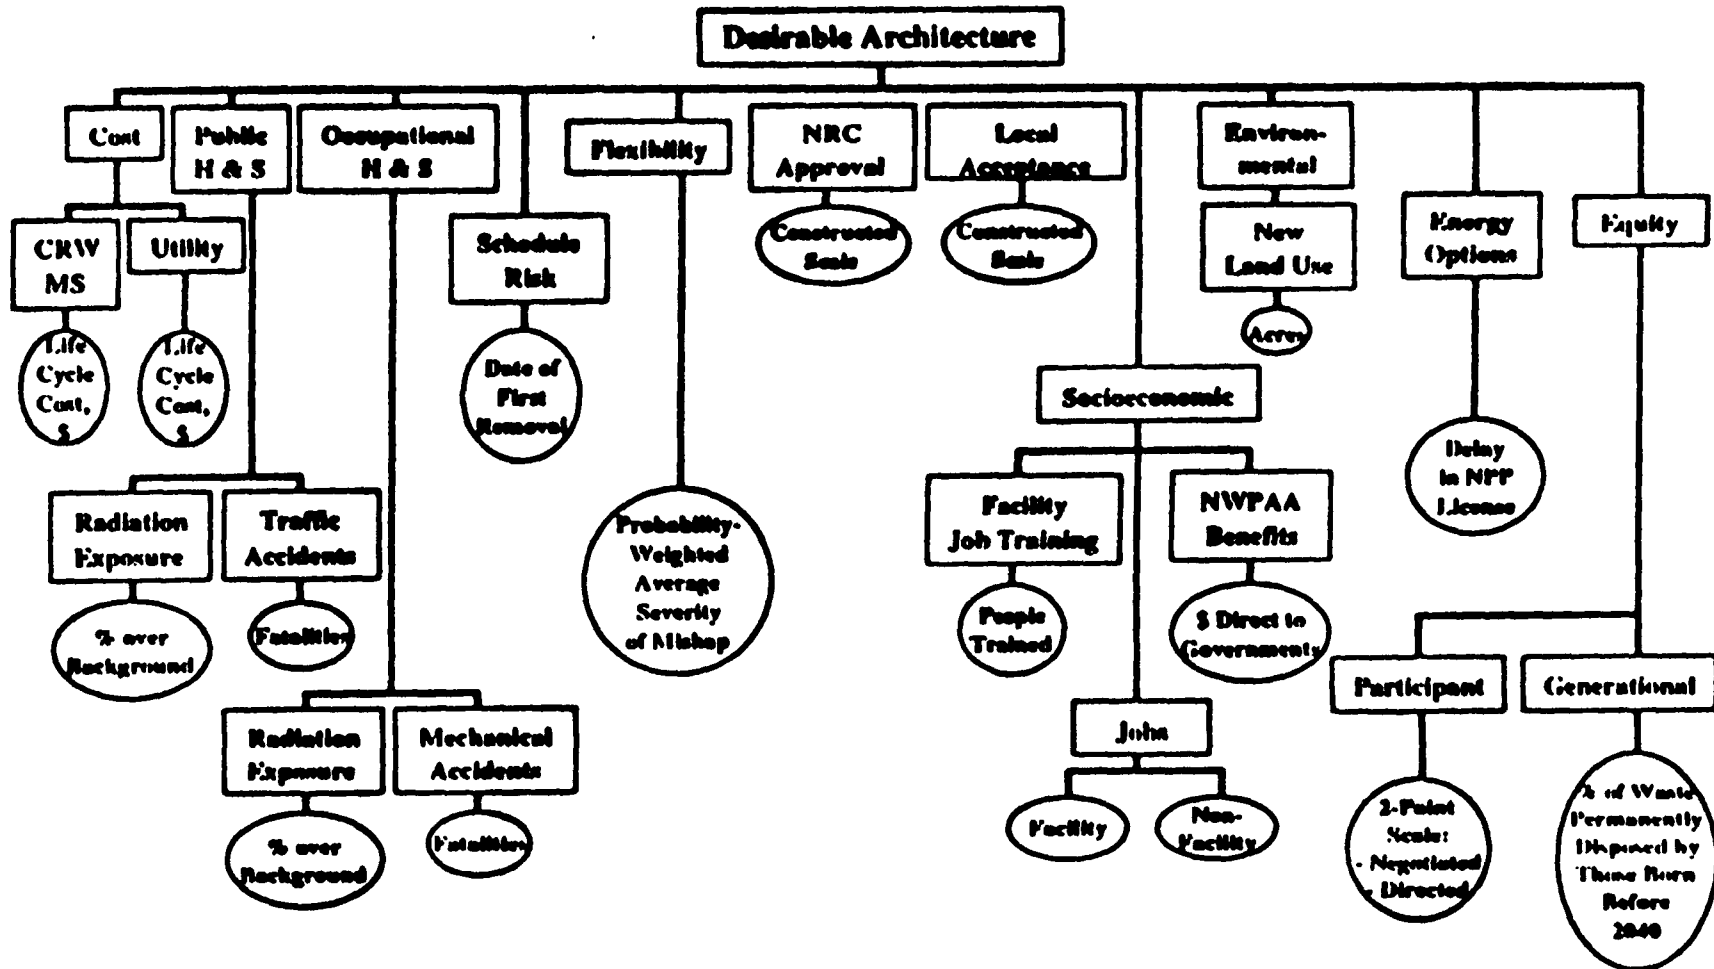 Desirable Architecture
Cost
Public
H & S
Occupational
H & S
Flexibility
NRC
Approval
Local
Acceptance
Environ-
mental
CRW
MS
Utility
Schedule
Risk
Constructed
Scale
Constructed
Scale
New
Land Use
Energy
Options
Equity
Life
Cycle
Cost,
$
Life
Cycle
Cost,
$
Date of
First
Removal
Acres
Socioeconomic
Delay
in NPP
License
Radiation
Exposure
Traffic
Accidents
Probability-
Weighted
Average
Severity
of Mishap
Facility
Job Training
NWPAA
Benefits
% over
Background
Fatalities
People
Trained
$ Direct to
Governments
Participant
Generational
Radiation
Exposure
Mechanical
Accidents
Jobs
% over
Background
Fatalities
Facility
Non-
Facility
2-Point
Scale:
- Negotiated
- Directed
% of Waste
Permanently
Disposed by
Those Born
Before
2040